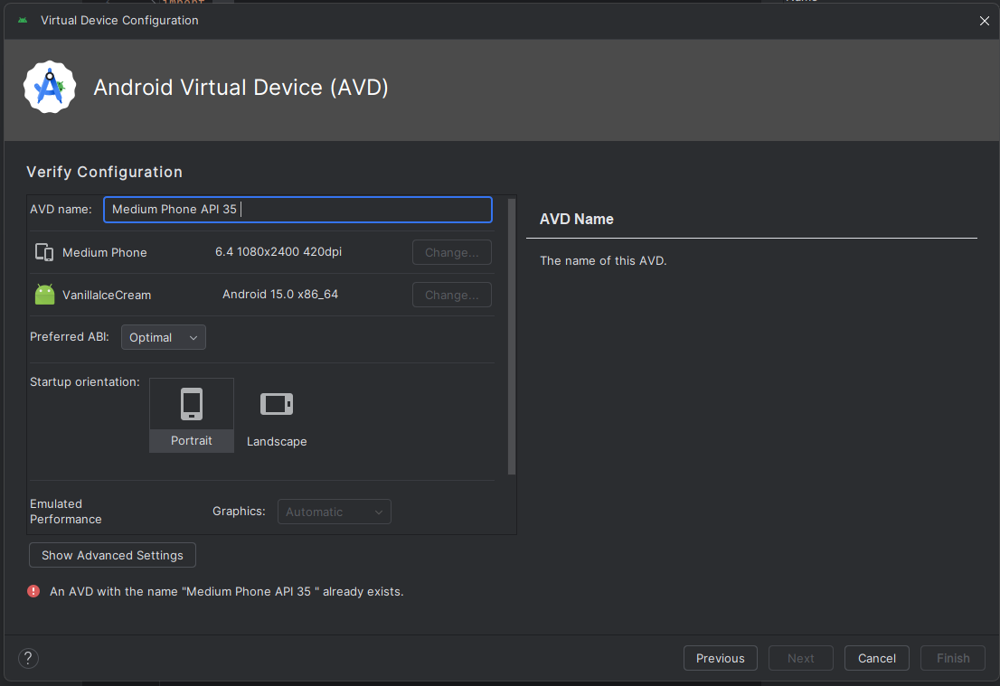 import
Name
Virtual Device Configuration
Android Virtual Device (AVD)
Verify Configuration
AVD name: Medium Phone API 35
Medium Phone 6.4 1080x2400 420dpi Change...
VanillaIceCream Android 15.0 x86_64 Change...
Preferred ABI: Optimal
Startup orientation:
Portrait
Landscape
Emulated
Performance
Graphics: Automatic
AVD Name
The name of this AVD.
Show Advanced Settings
An AVD with the name "Medium Phone API 35 " already exists.
?
Previous Next Cancel Finish